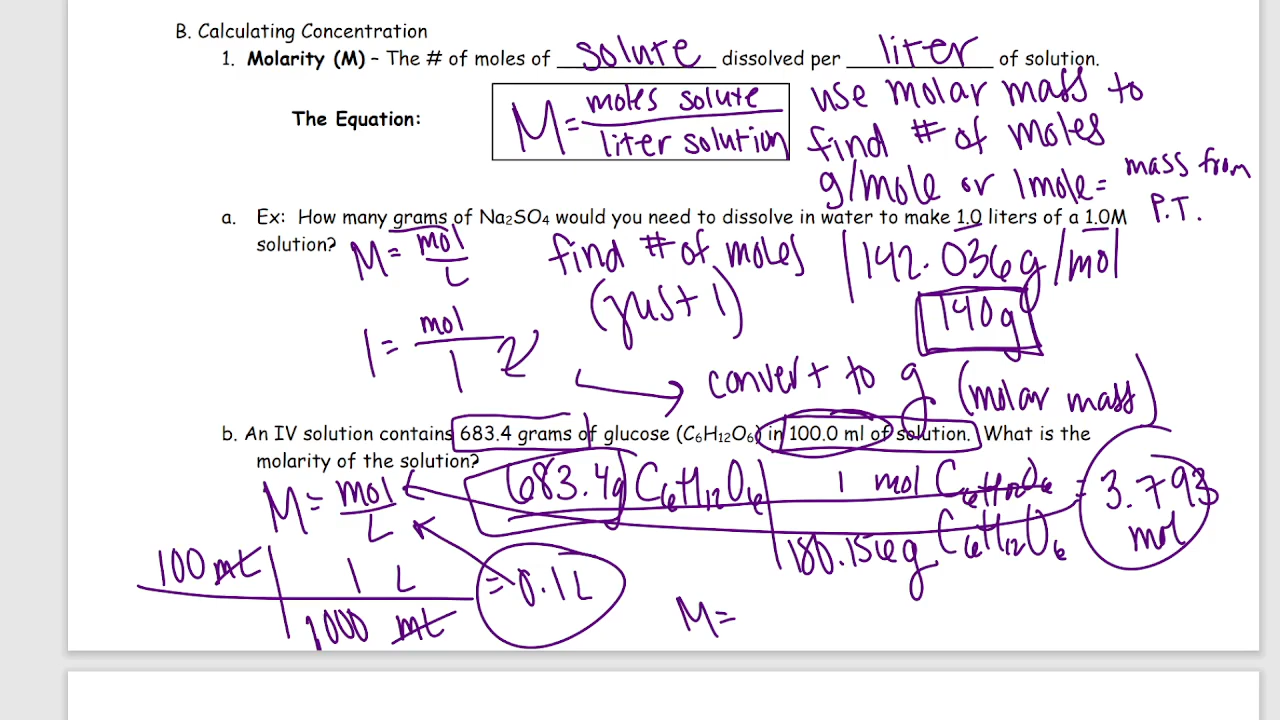 B. Calculating Concentration
1. Molarity (M) – The # of moles of solute dissolved per liter of solution.
The Equation: M = moles solute / liter solution
use molar mass to
find # of moles
g/mole or 1 mole = mass from P.T.
a. Ex: How many grams of Na₂SO₄ would you need to dissolve in water to make 1.0 liters of a 1.0M
solution?
M = mol / L
find # of moles
(just 1)
142.036g/mol
140g
1 = mol / 1
convert to g (molar mass)
b. An IV solution contains 683.4 grams of glucose (C₆H₁₂O₆) in 100.0 ml of solution. What is the
molarity of the solution?
M = mol / L
683.4g C₆H₁₂O₆ | 1 mol C₆H₁₂O₆ / 180.156g C₆H₁₂O₆ = 3.793 mol
100 mL | 1 L / 1000 mL = 0.1L
M =